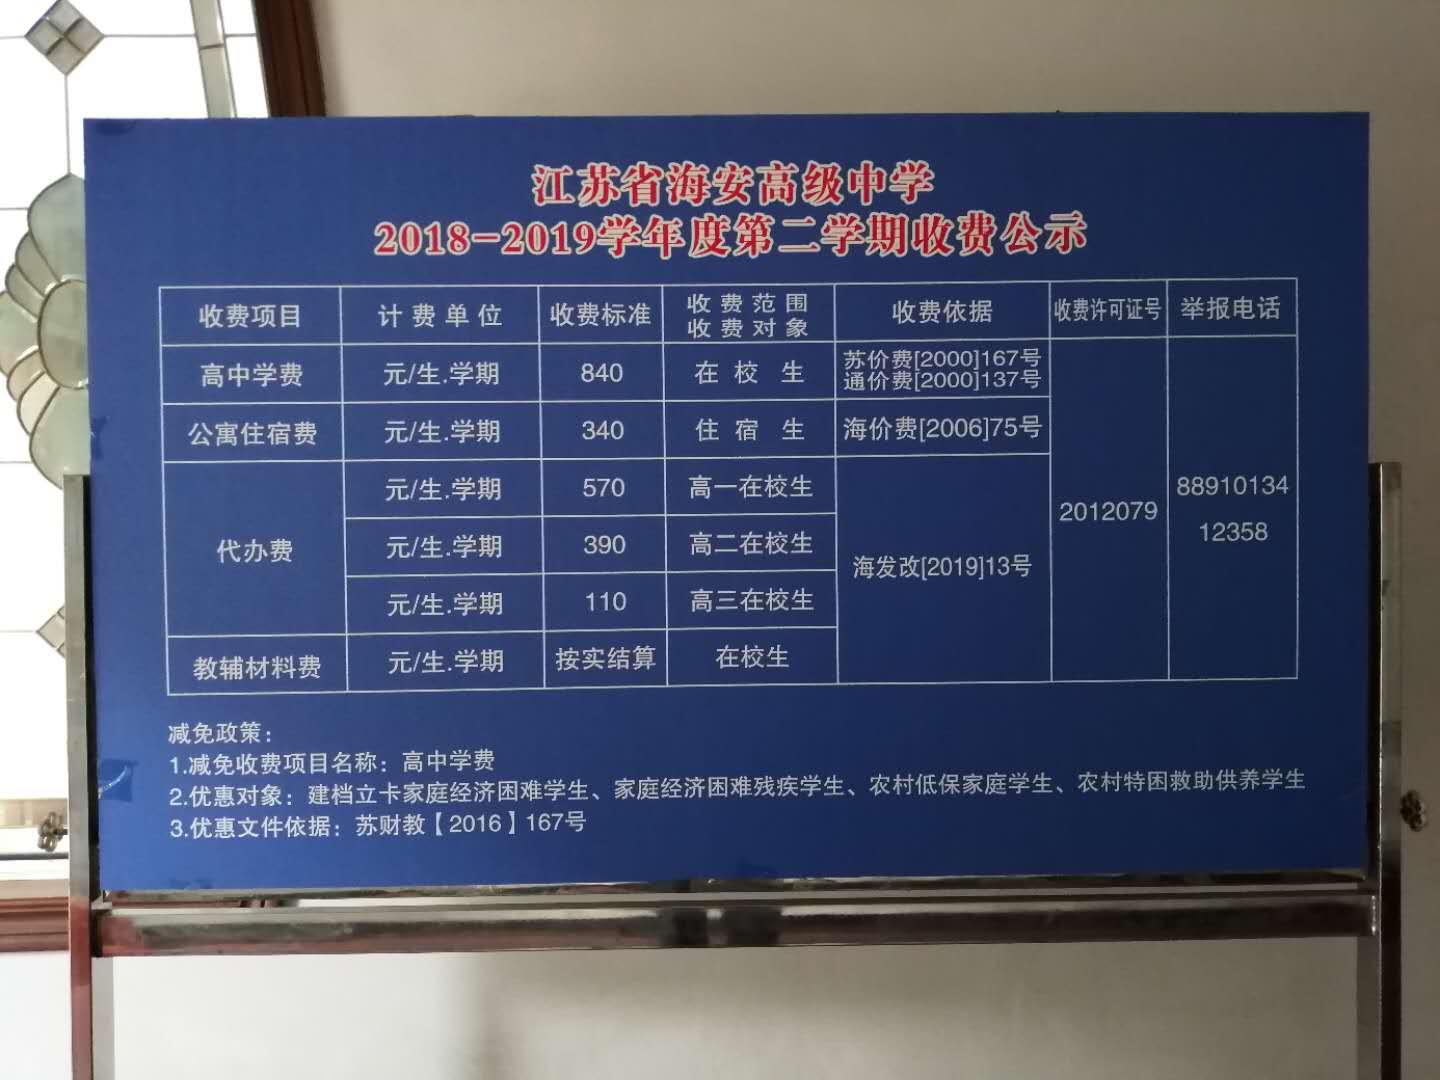 江苏省海安高级中学
2018-2019学年度第二学期收费公示
收费项目 计费单位 收费标准 收费范围 收费对象 收费依据 收费许可证号 举报电话
高中学费 元/生.学期 840 在校生 苏价费[2000]167号 通价费[2000]137号
公寓住宿费 元/生.学期 340 住宿生 海价费[2006]75号
代办费 元/生.学期 570 高一在校生 海发改[2019]13号 2012079 88910134 12358
元/生.学期 390 高二在校生
元/生.学期 110 高三在校生
教辅材料费 元/生.学期 按实结算 在校生
减免政策：
1.减免收费项目名称：高中学费
2.优惠对象：建档立卡家庭经济困难学生、家庭经济困难残疾学生、农村低保家庭学生、农村特困救助供养学生
3.优惠文件依据：苏财教【2016】167号